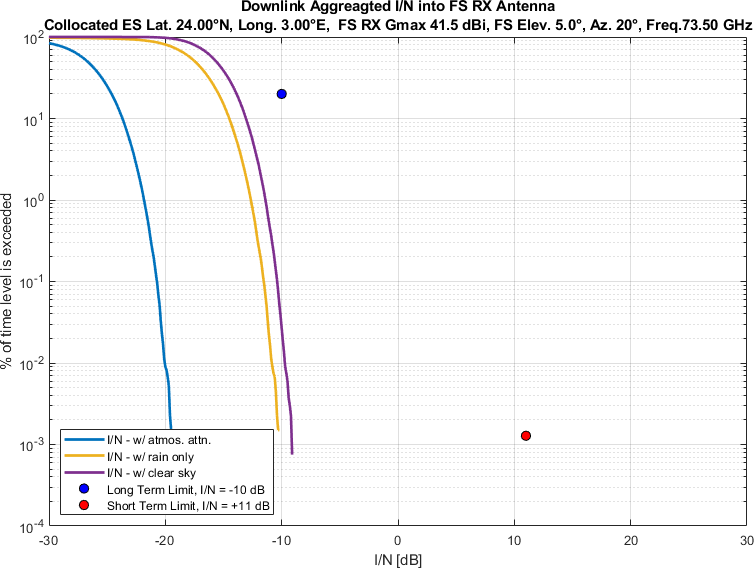 Downlink Aggreagted I/N into FS RX Antenna
Collocated ES Lat. 24.00°N, Long. 3.00°E,  FS RX Gmax 41.5 dBi, FS Elev. 5.0°, Az. 20°, Freq.73.50 GHz
10^2
10^1
10^0
10^-1
10^-2
10^-3
10^-4
% of time level is exceeded
I/N - w/ atmos. attn.
I/N - w/ rain only
I/N - w/ clear sky
Long Term Limit, I/N = -10 dB
Short Term Limit, I/N = +11 dB
-30 -20 -10 0 10 20 30
I/N [dB]